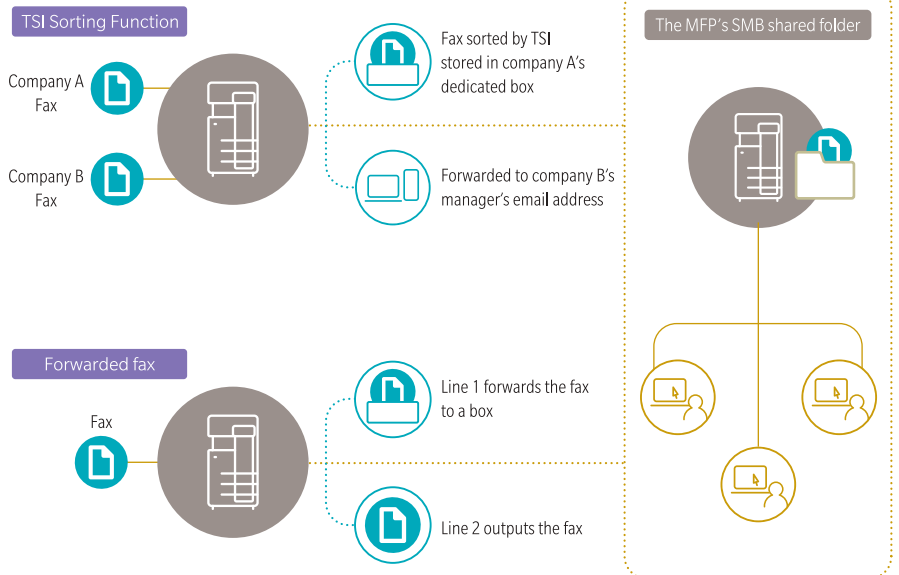 TSI Sorting Function
Company A
Fax
Company B
Fax
Fax sorted by TSI
stored in company A’s
dedicated box
Forwarded to company B’s
manager’s email address
The MFP’s SMB shared folder
Forwarded fax
Fax
Line 1 forwards the fax
to a box
Line 2 outputs the fax